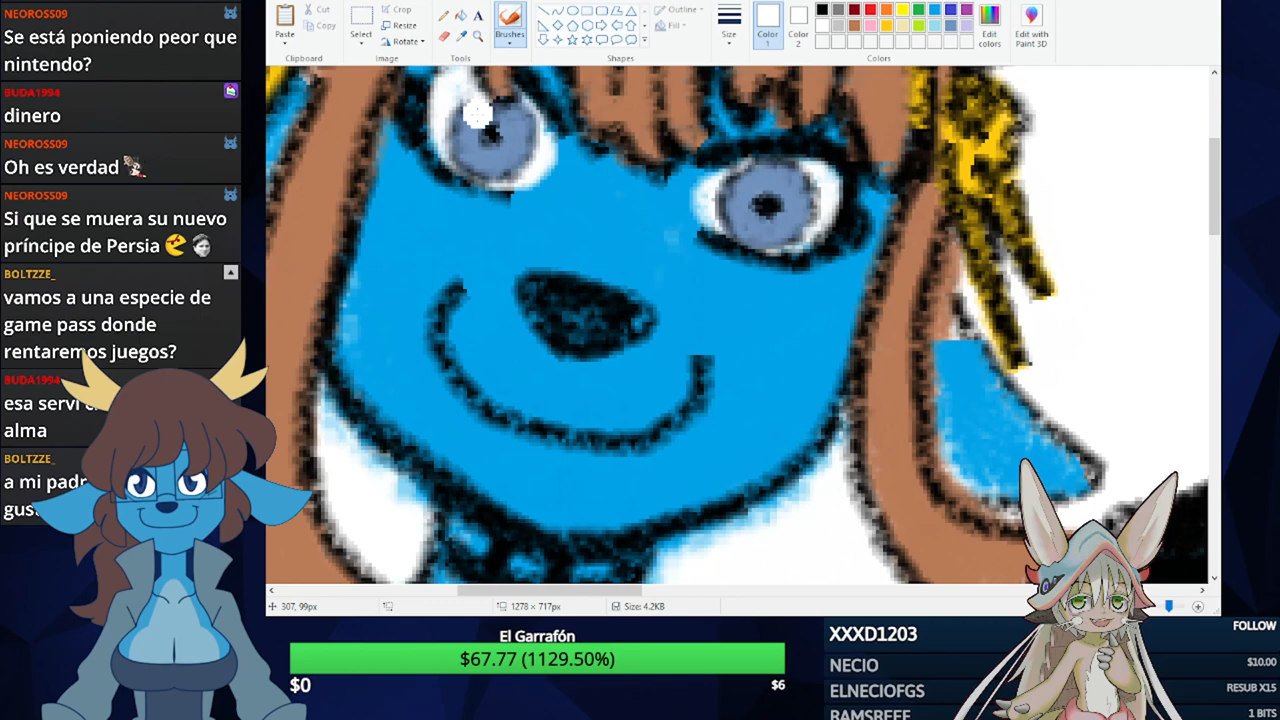 NEOROSS09
Se está poniendo peor que
nintendo?
BUDA1994
dinero
NEOROSS09
Oh es verdad
NEOROSS09
Si que se muera su nuevo
príncipe de Persia
BOLTZZE_
vamos a una especie de
game pass donde
rentaremos juegos?
BUDA1994
esa servi
alma
BOLTZZE_
a mi padr
gust
Paste
Cut
Copy
Clipboard
Select
Crop
Resize
Rotate
Image
A
Tools
Brushes
Outline
Fill
Shapes
Size
Color
1
Color
2
Edit
colors
Edit with
Paint 3D
Colors
307, 99px
1278 × 717px
Size: 4.2KB
El Garrafón
$67.77 (1129.50%)
$0
$6
XXXD1203
FOLLOW
NECIO
$10.00
ELNECIOFGS
RESUB X15
RAMSREEE
1 BITS